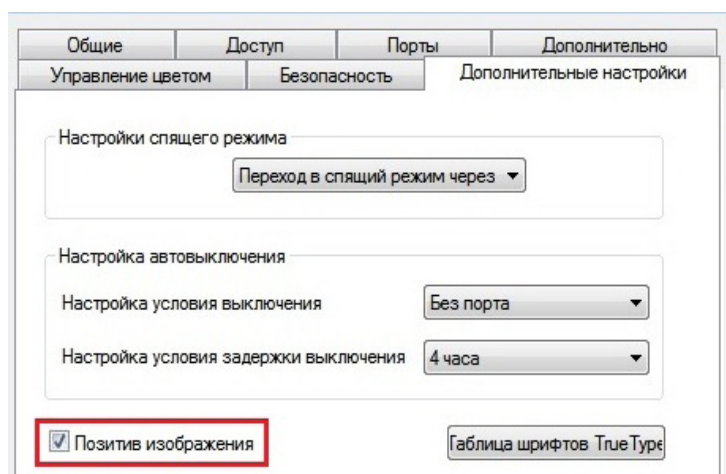 Общие Доступ Порты Дополнительно
Управление цветом Безопасность Дополнительные настройки
Настройки спящего режима
Переход в спящий режим через
Настройка автовыключения
Настройка условия выключения Без порта
Настройка условия задержки выключения 4 часа
Позитив изображения Таблица шрифтов TrueType